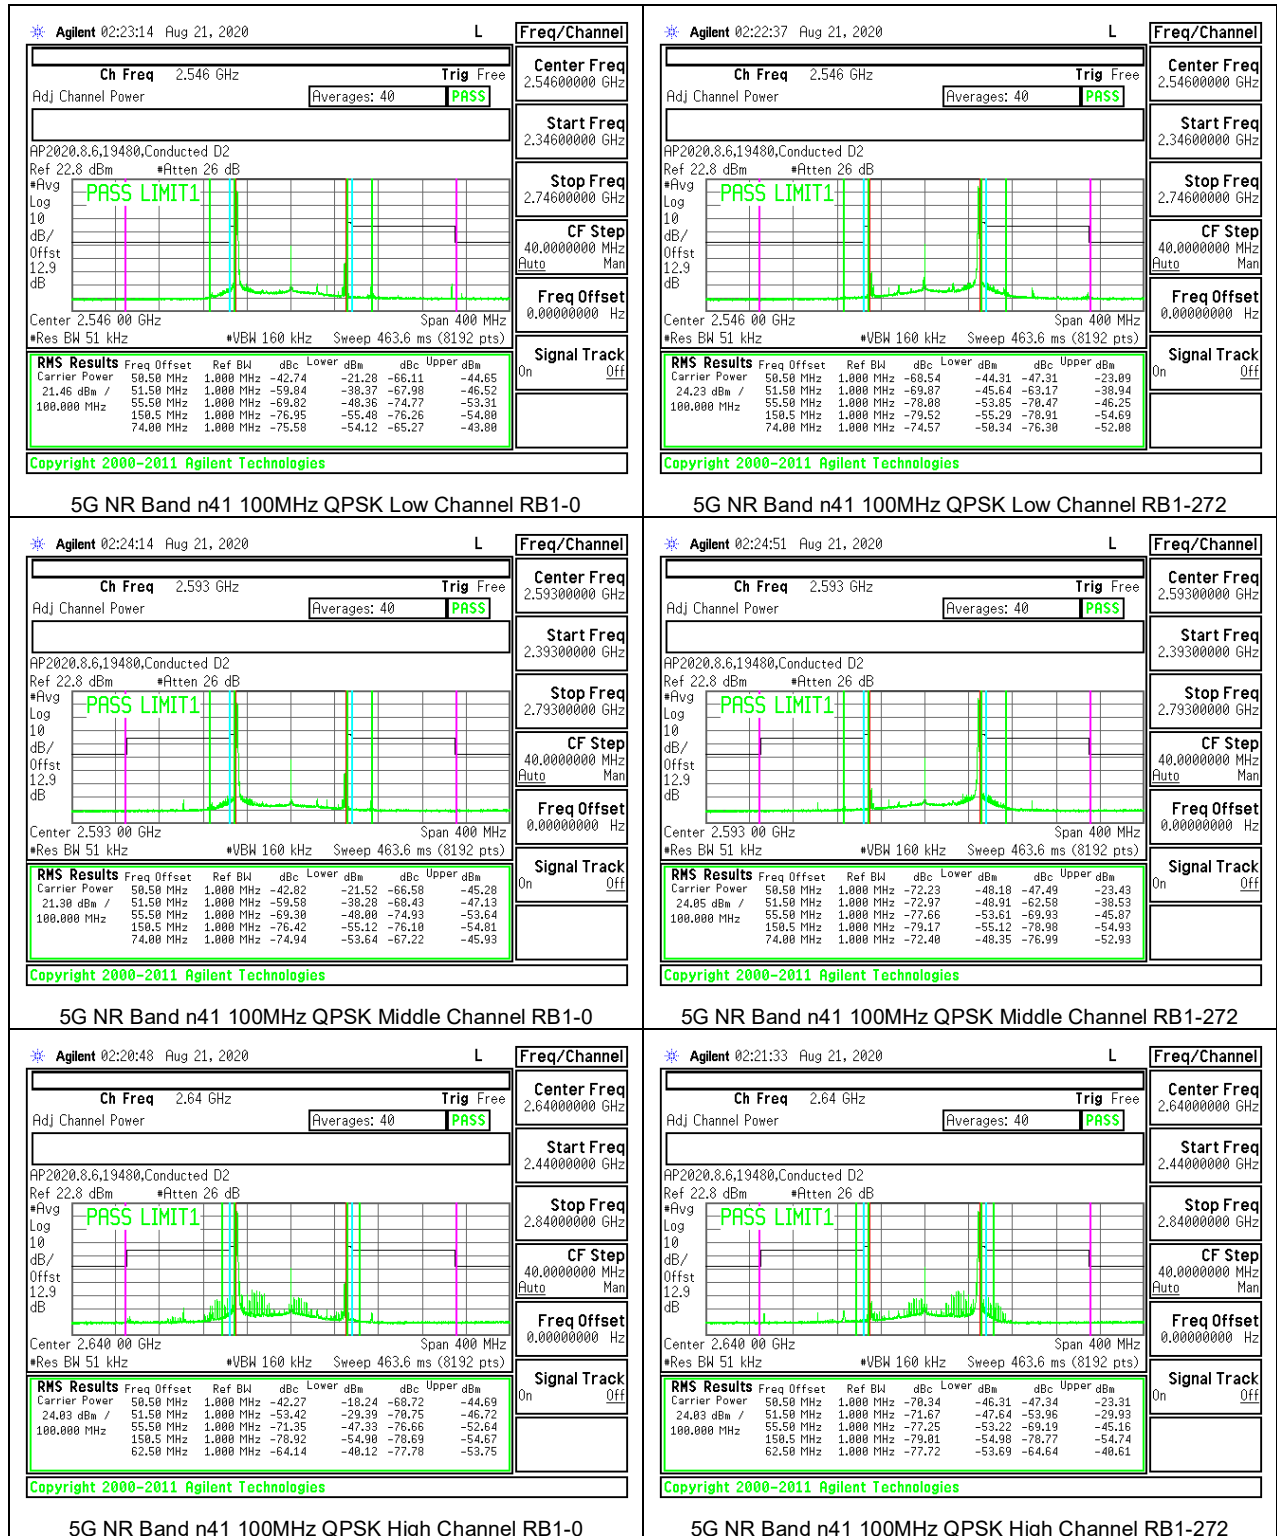 Agilent 02:23:14 Aug 21, 2020 L Freq/Channel
Ch Freq 2.546 GHz Trig Free
Adj Channel Power Averages: 40 PASS
AP2020.8.6,19480,Conducted D2
Ref 22.8 dBm #Atten 26 dB
#Avg
Log
10
dB/
Offst
12.9
dB
PASS LIMIT1
Center 2.546 00 GHz Span 400 MHz
#Res BW 51 kHz #VBW 160 kHz Sweep 463.6 ms (8192 pts)
RMS Results Freq Offset Ref BW dBc Lower dBm dBc Upper dBm
Carrier Power 50.50 MHz 1.000 MHz -42.74 -21.28 -66.11 -44.65
21.46 dBm / 51.50 MHz 1.000 MHz -59.84 -38.37 -67.98 -46.52
100.000 MHz 55.50 MHz 1.000 MHz -69.82 -48.36 -74.77 -53.31
150.5 MHz 1.000 MHz -76.95 -55.48 -76.26 -54.80
74.00 MHz 1.000 MHz -75.58 -54.12 -65.27 -43.80
Copyright 2000-2011 Agilent Technologies
Center Freq
2.54600000 GHz
Start Freq
2.34600000 GHz
Stop Freq
2.74600000 GHz
CF Step
40.0000000 MHz
Auto Man
Freq Offset
0.00000000 Hz
Signal Track
On Off
5G NR Band n41 100MHz QPSK Low Channel RB1-0
Agilent 02:22:37 Aug 21, 2020 L Freq/Channel
Ch Freq 2.546 GHz Trig Free
Adj Channel Power Averages: 40 PASS
AP2020.8.6,19480,Conducted D2
Ref 22.8 dBm #Atten 26 dB
#Avg
Log
10
dB/
Offst
12.9
dB
PASS LIMIT1
Center 2.546 00 GHz Span 400 MHz
#Res BW 51 kHz #VBW 160 kHz Sweep 463.6 ms (8192 pts)
RMS Results Freq Offset Ref BW dBc Lower dBm dBc Upper dBm
Carrier Power 50.50 MHz 1.000 MHz -68.54 -44.31 -47.31 -23.09
24.23 dBm / 51.50 MHz 1.000 MHz -69.87 -45.64 -63.17 -38.94
100.000 MHz 55.50 MHz 1.000 MHz -78.08 -53.85 -70.47 -46.25
150.5 MHz 1.000 MHz -79.52 -55.29 -78.91 -54.69
74.00 MHz 1.000 MHz -74.57 -50.34 -76.30 -52.08
Copyright 2000-2011 Agilent Technologies
Center Freq
2.54600000 GHz
Start Freq
2.34600000 GHz
Stop Freq
2.74600000 GHz
CF Step
40.0000000 MHz
Auto Man
Freq Offset
0.00000000 Hz
Signal Track
On Off
5G NR Band n41 100MHz QPSK Low Channel RB1-272
Agilent 02:24:14 Aug 21, 2020 L Freq/Channel
Ch Freq 2.593 GHz Trig Free
Adj Channel Power Averages: 40 PASS
AP2020.8.6,19480,Conducted D2
Ref 22.8 dBm #Atten 26 dB
#Avg
Log
10
dB/
Offst
12.9
dB
PASS LIMIT1
Center 2.593 00 GHz Span 400 MHz
#Res BW 51 kHz #VBW 160 kHz Sweep 463.6 ms (8192 pts)
RMS Results Freq Offset Ref BW dBc Lower dBm dBc Upper dBm
Carrier Power 50.50 MHz 1.000 MHz -42.82 -21.52 -66.58 -45.28
21.30 dBm / 51.50 MHz 1.000 MHz -59.58 -38.28 -68.43 -47.13
100.000 MHz 55.50 MHz 1.000 MHz -69.30 -48.00 -74.93 -53.64
150.5 MHz 1.000 MHz -76.42 -55.12 -76.10 -54.81
74.00 MHz 1.000 MHz -74.94 -53.64 -67.22 -45.93
Copyright 2000-2011 Agilent Technologies
Center Freq
2.59300000 GHz
Start Freq
2.39300000 GHz
Stop Freq
2.79300000 GHz
CF Step
40.0000000 MHz
Auto Man
Freq Offset
0.00000000 Hz
Signal Track
On Off
5G NR Band n41 100MHz QPSK Middle Channel RB1-0
Agilent 02:24:51 Aug 21, 2020 L Freq/Channel
Ch Freq 2.593 GHz Trig Free
Adj Channel Power Averages: 40 PASS
AP2020.8.6,19480,Conducted D2
Ref 22.8 dBm #Atten 26 dB
#Avg
Log
10
dB/
Offst
12.9
dB
PASS LIMIT1
Center 2.593 00 GHz Span 400 MHz
#Res BW 51 kHz #VBW 160 kHz Sweep 463.6 ms (8192 pts)
RMS Results Freq Offset Ref BW dBc Lower dBm dBc Upper dBm
Carrier Power 50.50 MHz 1.000 MHz -72.23 -48.18 -47.49 -23.43
24.05 dBm / 51.50 MHz 1.000 MHz -72.97 -48.91 -62.58 -38.53
100.000 MHz 55.50 MHz 1.000 MHz -77.66 -53.61 -69.93 -45.87
150.5 MHz 1.000 MHz -79.17 -55.12 -78.98 -54.93
74.00 MHz 1.000 MHz -72.40 -48.35 -76.99 -52.93
Copyright 2000-2011 Agilent Technologies
Center Freq
2.59300000 GHz
Start Freq
2.39300000 GHz
Stop Freq
2.79300000 GHz
CF Step
40.0000000 MHz
Auto Man
Freq Offset
0.00000000 Hz
Signal Track
On Off
5G NR Band n41 100MHz QPSK Middle Channel RB1-272
Agilent 02:20:48 Aug 21, 2020 L Freq/Channel
Ch Freq 2.64 GHz Trig Free
Adj Channel Power Averages: 40 PASS
AP2020.8.6,19480,Conducted D2
Ref 22.8 dBm #Atten 26 dB
#Avg
Log
10
dB/
Offst
12.9
dB
PASS LIMIT1
Center 2.640 00 GHz Span 400 MHz
#Res BW 51 kHz #VBW 160 kHz Sweep 463.6 ms (8192 pts)
RMS Results Freq Offset Ref BW dBc Lower dBm dBc Upper dBm
Carrier Power 50.50 MHz 1.000 MHz -42.27 -18.24 -68.72 -44.69
24.03 dBm / 51.50 MHz 1.000 MHz -53.42 -29.39 -70.75 -46.72
100.000 MHz 55.50 MHz 1.000 MHz -71.35 -47.33 -76.66 -52.64
150.5 MHz 1.000 MHz -78.92 -54.90 -78.69 -54.67
62.50 MHz 1.000 MHz -64.14 -40.12 -77.78 -53.75
Copyright 2000-2011 Agilent Technologies
Center Freq
2.64000000 GHz
Start Freq
2.44000000 GHz
Stop Freq
2.84000000 GHz
CF Step
40.0000000 MHz
Auto Man
Freq Offset
0.00000000 Hz
Signal Track
On Off
5G NR Band n41 100MHz QPSK High Channel RB1-0
Agilent 02:21:33 Aug 21, 2020 L Freq/Channel
Ch Freq 2.64 GHz Trig Free
Adj Channel Power Averages: 40 PASS
AP2020.8.6,19480,Conducted D2
Ref 22.8 dBm #Atten 26 dB
#Avg
Log
10
dB/
Offst
12.9
dB
PASS LIMIT1
Center 2.640 00 GHz Span 400 MHz
#Res BW 51 kHz #VBW 160 kHz Sweep 463.6 ms (8192 pts)
RMS Results Freq Offset Ref BW dBc Lower dBm dBc Upper dBm
Carrier Power 50.50 MHz 1.000 MHz -70.34 -46.31 -47.34 -23.31
24.03 dBm / 51.50 MHz 1.000 MHz -71.67 -47.64 -53.96 -29.93
100.000 MHz 55.50 MHz 1.000 MHz -77.25 -53.22 -69.19 -45.16
150.5 MHz 1.000 MHz -79.01 -54.98 -78.77 -54.74
62.50 MHz 1.000 MHz -77.72 -53.69 -64.64 -40.61
Copyright 2000-2011 Agilent Technologies
Center Freq
2.64000000 GHz
Start Freq
2.44000000 GHz
Stop Freq
2.84000000 GHz
CF Step
40.0000000 MHz
Auto Man
Freq Offset
0.00000000 Hz
Signal Track
On Off
5G NR Band n41 100MHz QPSK High Channel RB1-272